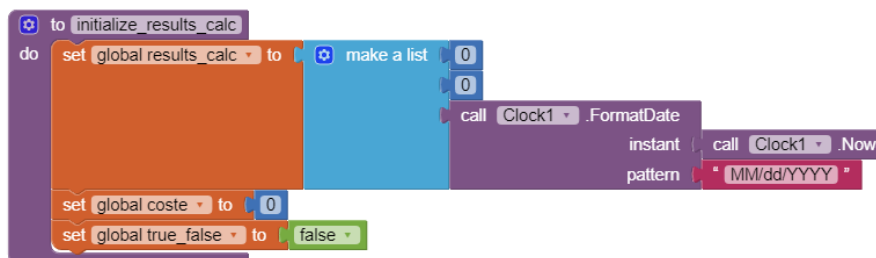 to initialize_results_calc
do set global results_calc to make a list 0
0
call Clock1 .FormatDate
instant call Clock1 .Now
pattern " MM/dd/YYYY "
set global coste to 0
set global true_false to false